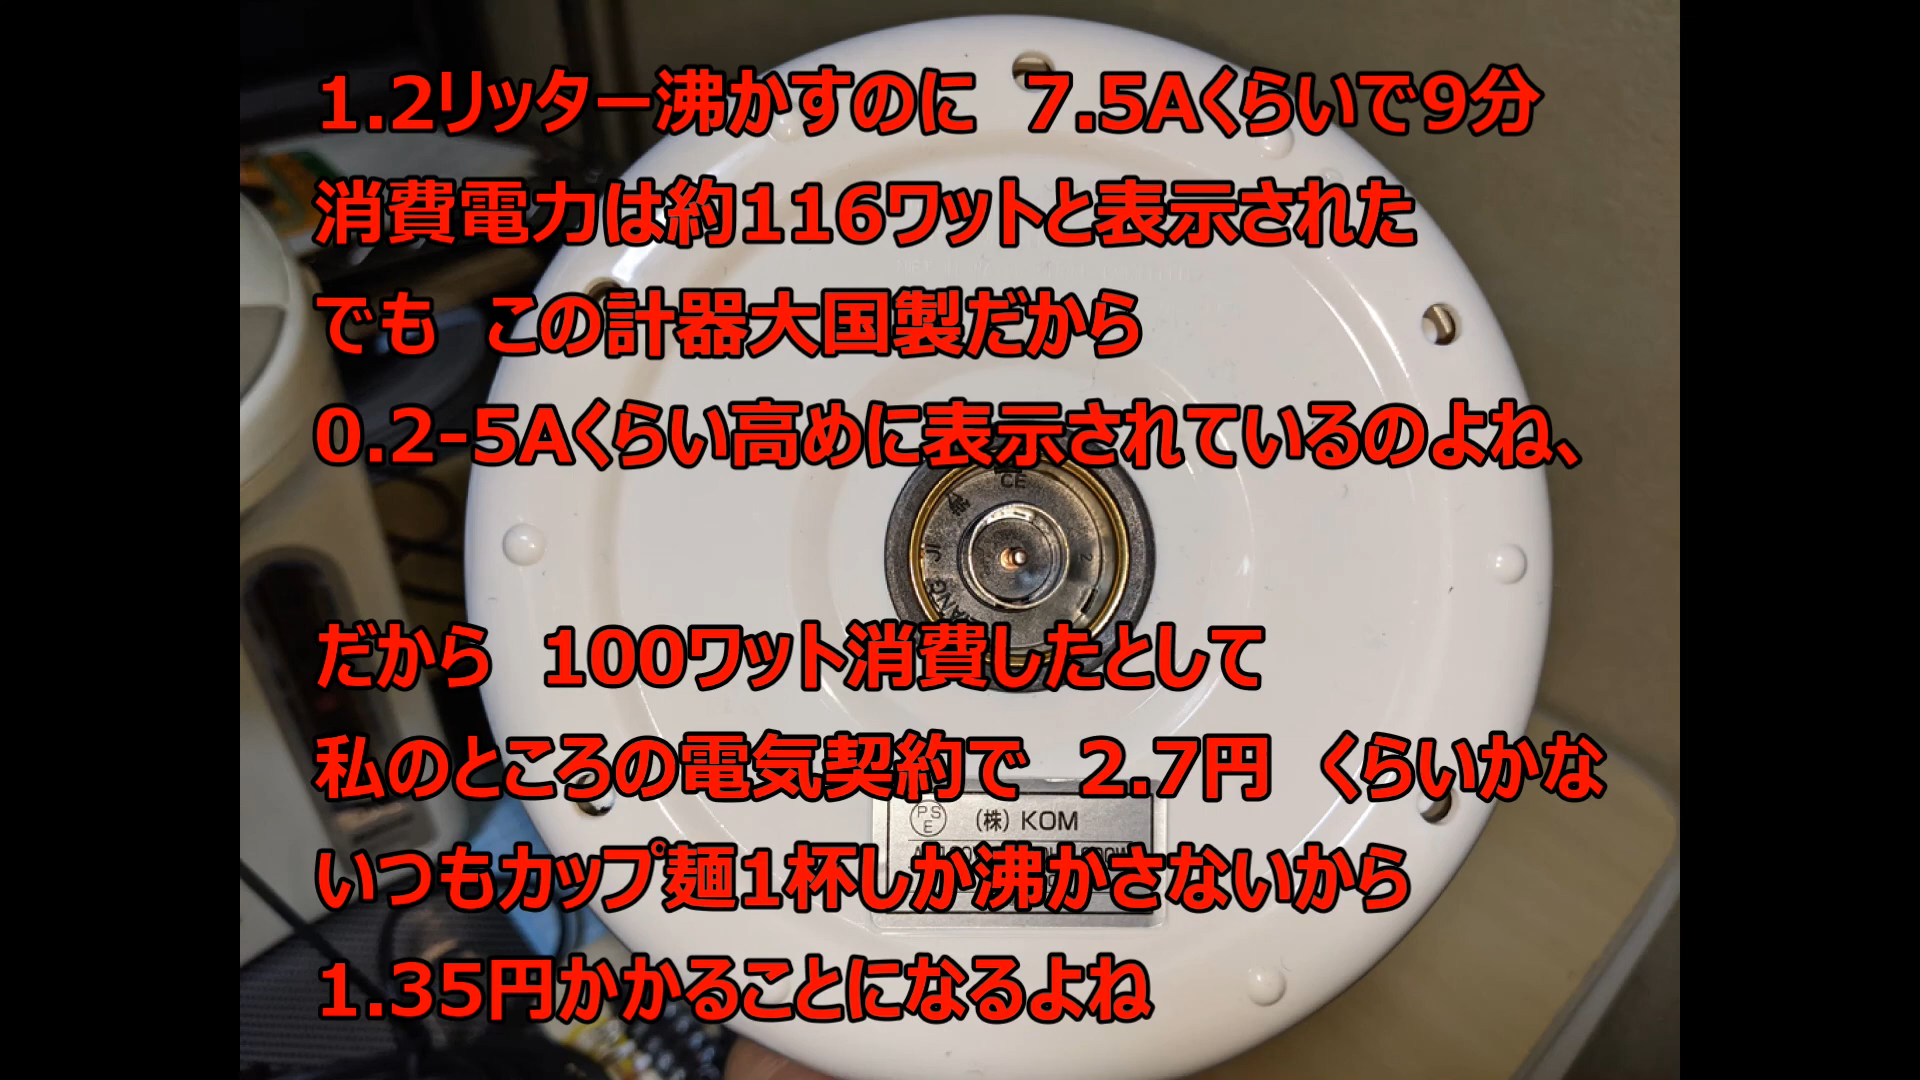 1.2リッター沸かすのに　7.5Aくらいで9分
消費電力は約116ワットと表示された
でも　この計器大国製だから
0.2-5Aくらい高めに表示されているのよね、
CE
だから　100ワット消費したとして
私のところの電気契約で　2.7円　くらいかな
PSE （株）KOM
いつもカップ麺1杯しか沸かさないから
1.35円かかることになるよね